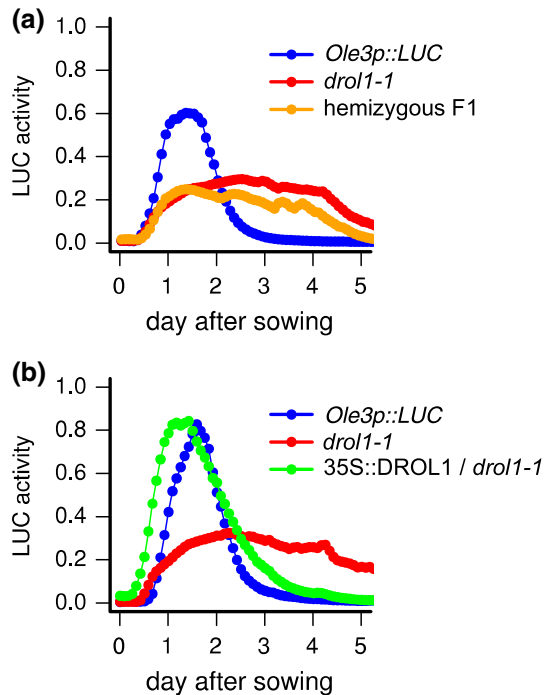 (a)
1.0
0.8
0.6
0.4
0.2
0.0
LUC activity
Ole3p::LUC
drol1-1
hemizygous F1
0 1 2 3 4 5
day after sowing
(b)
1.0
0.8
0.6
0.4
0.2
0.0
LUC activity
Ole3p::LUC
drol1-1
35S::DROL1 / drol1-1
0 1 2 3 4 5
day after sowing